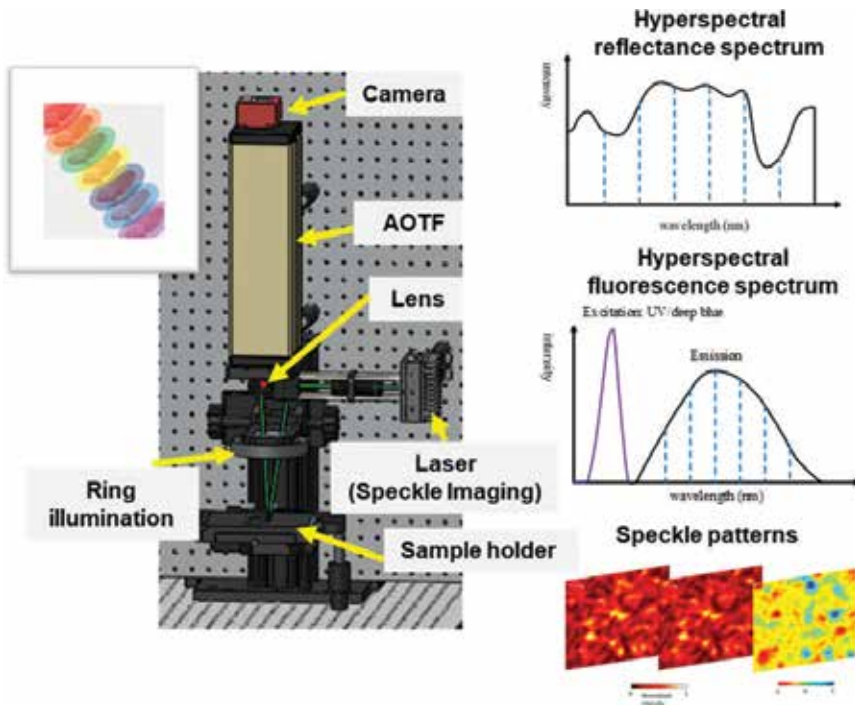 Camera
AOTF
Lens
Ring
illumination
Laser
(Speckle Imaging)
Sample holder
Hyperspectral
reflectance spectrum
intensity
wavelength (nm)
Hyperspectral
fluorescence spectrum
Excitation: UV/deep blue
intensity
Emission
wavelength (nm)
Speckle patterns